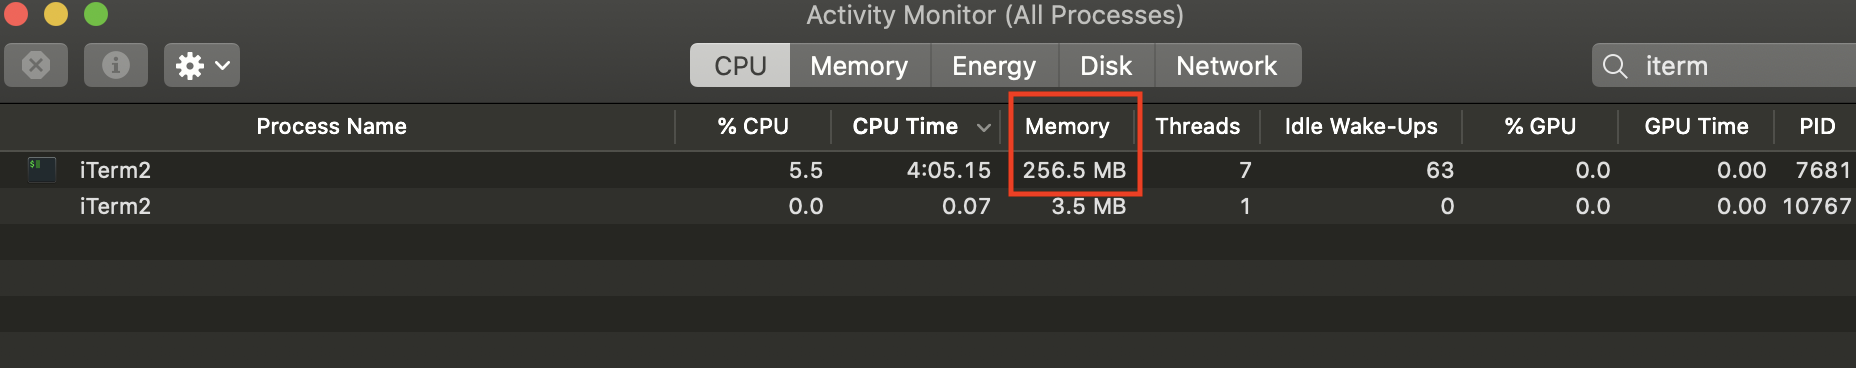 Activity Monitor (All Processes)
CPU Memory Energy Disk Network iterm
Process Name % CPU CPU Time Memory Threads Idle Wake-Ups % GPU GPU Time PID
$ iTerm2 5.5 4:05.15 256.5 MB 7 63 0.0 0.00 7681
iTerm2 0.0 0.07 3.5 MB 1 0 0.0 0.00 10767